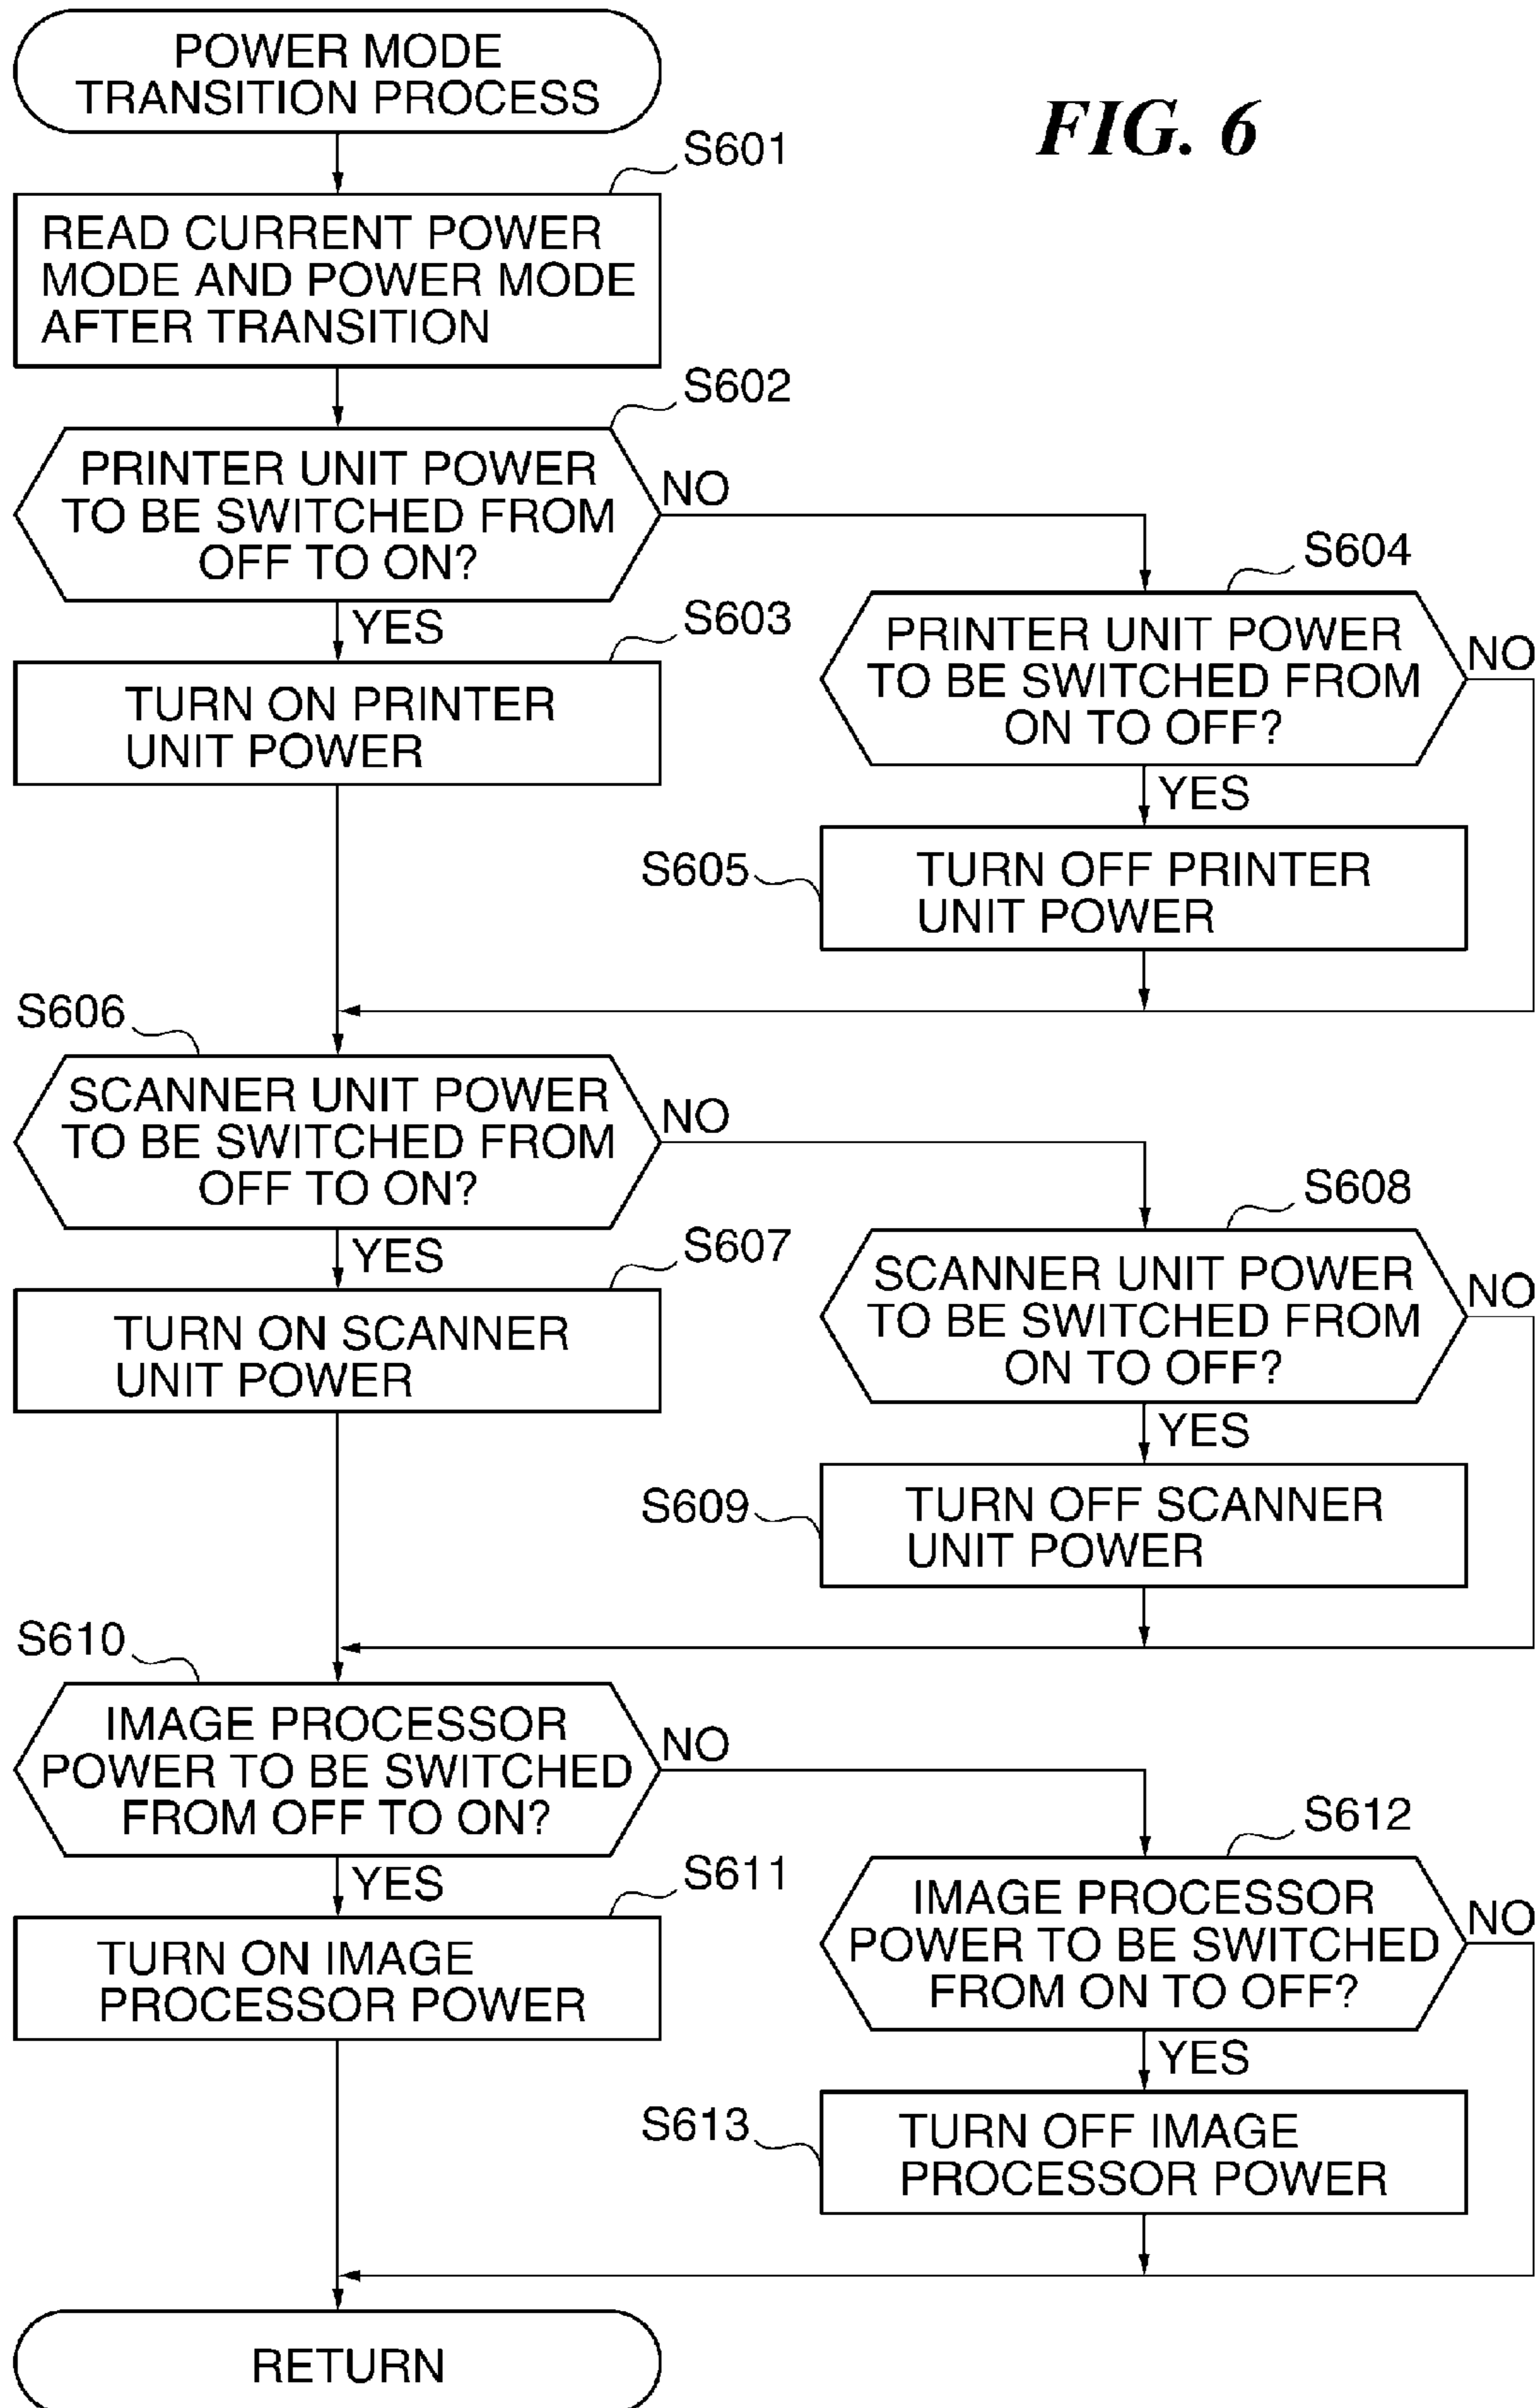 POWER MODE
TRANSITION PROCESS
FIG. 6
S601
READ CURRENT POWER
MODE AND POWER MODE
AFTER TRANSITION
S602
PRINTER UNIT POWER
TO BE SWITCHED FROM
OFF TO ON?
NO
YES
S603
TURN ON PRINTER
UNIT POWER
S604
PRINTER UNIT POWER
TO BE SWITCHED FROM
ON TO OFF?
NO
YES
S605
TURN OFF PRINTER
UNIT POWER
S606
SCANNER UNIT POWER
TO BE SWITCHED FROM
OFF TO ON?
NO
YES
S607
TURN ON SCANNER
UNIT POWER
S608
SCANNER UNIT POWER
TO BE SWITCHED FROM
ON TO OFF?
NO
YES
S609
TURN OFF SCANNER
UNIT POWER
S610
IMAGE PROCESSOR
POWER TO BE SWITCHED
FROM OFF TO ON?
NO
YES
S611
TURN ON IMAGE
PROCESSOR POWER
S612
IMAGE PROCESSOR
POWER TO BE SWITCHED
FROM ON TO OFF?
NO
YES
S613
TURN OFF IMAGE
PROCESSOR POWER
RETURN